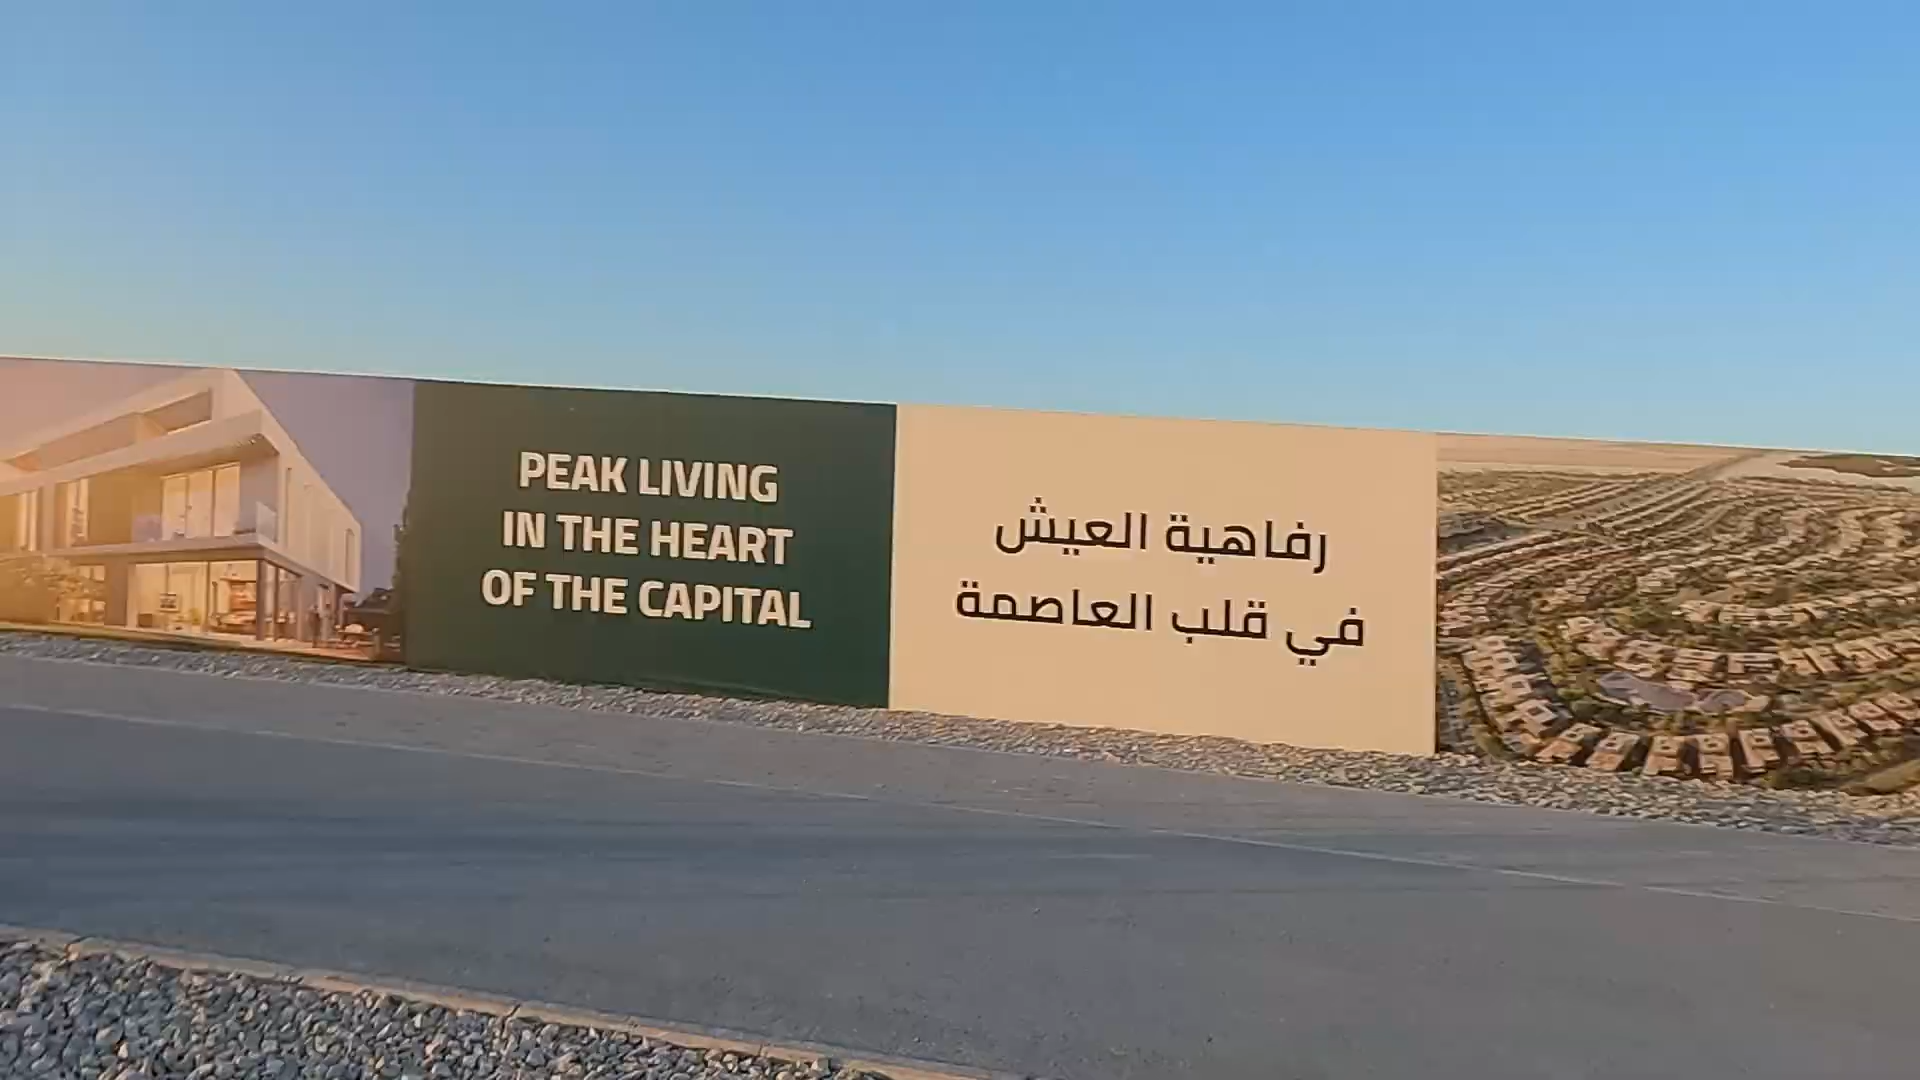 PEAK LIVING
IN THE HEART
OF THE CAPITAL
رفاهية العيش
في قلب العاصمة